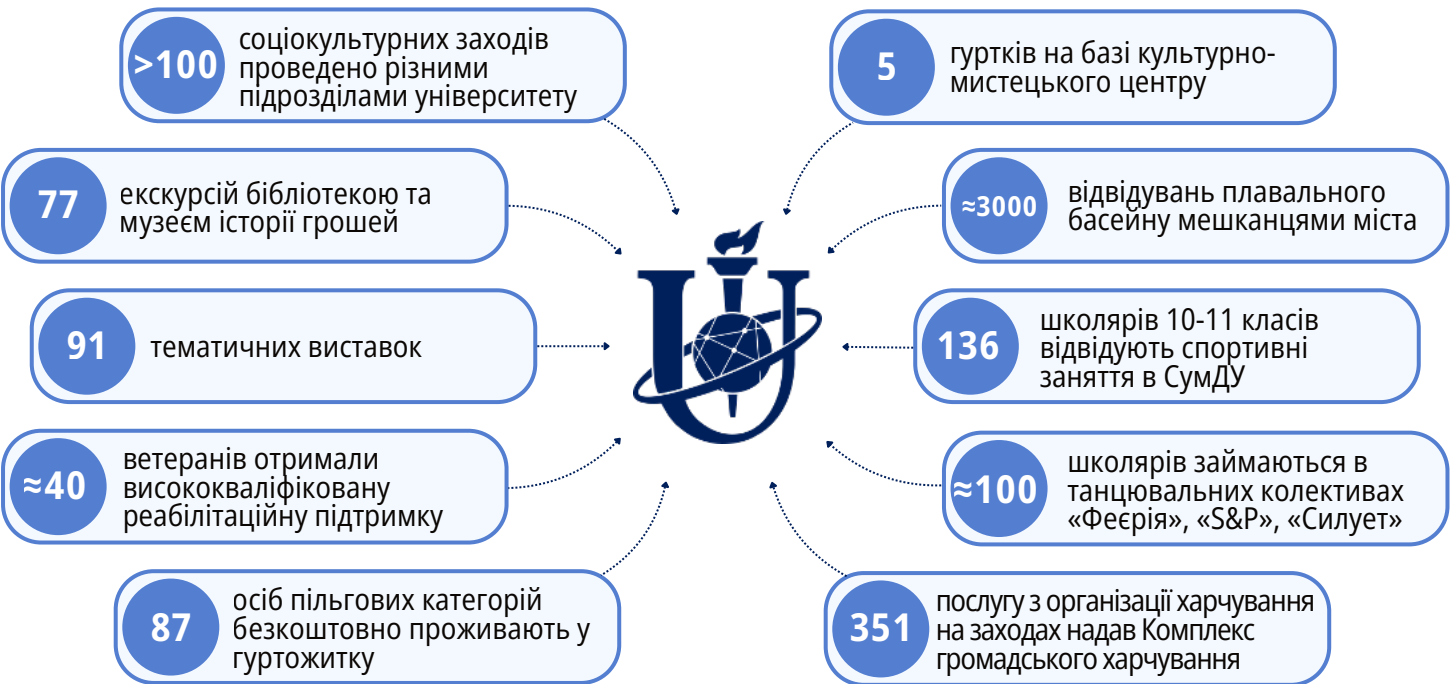 >100
соціокультурних заходів
проведено різними
підрозділами університету
5
гуртків на базі культурно-
мистецького центру
77
екскурсій бібліотекою та
музеєм історії грошей
≈3000
відвідувань плавального
басейну мешканцями міста
91
тематичних виставок
136
школярів 10-11 класів
відвідують спортивні
заняття в СумДУ
≈40
ветеранів отримали
висококваліфіковану
реабілітаційну підтримку
≈100
школярів займаються в
танцювальних колективах
«Феєрія», «S&P», «Силует»
87
осіб пільгових категорій
безкоштовно проживають у
гуртожитку
351
послугу з організації харчування
на заходах надав Комплекс
громадського харчування